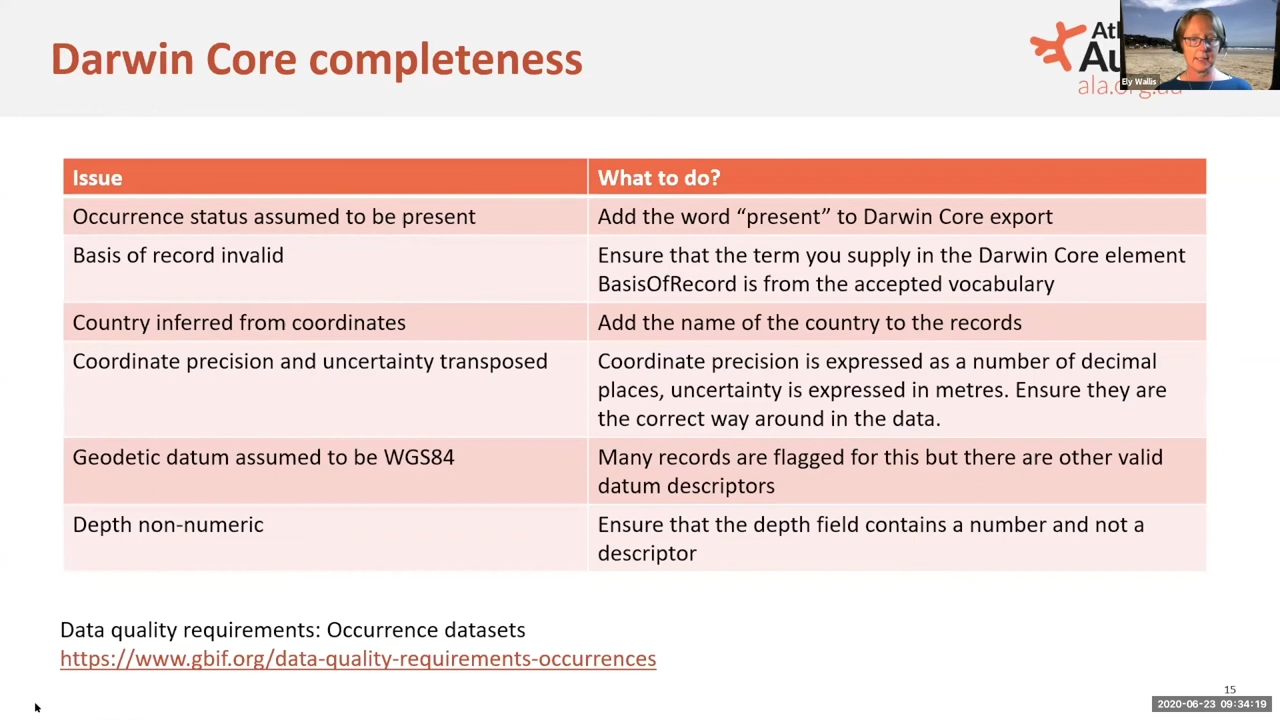 Darwin Core completeness
Ely Wallis
ala.org.au
Issue
What to do?
Occurrence status assumed to be present
Add the word “present” to Darwin Core export
Basis of record invalid
Ensure that the term you supply in the Darwin Core element
BasisOfRecord is from the accepted vocabulary
Country inferred from coordinates
Add the name of the country to the records
Coordinate precision and uncertainty transposed
Coordinate precision is expressed as a number of decimal
places, uncertainty is expressed in metres. Ensure they are
the correct way around in the data.
Geodetic datum assumed to be WGS84
Many records are flagged for this but there are other valid
datum descriptors
Depth non-numeric
Ensure that the depth field contains a number and not a
descriptor
Data quality requirements: Occurrence datasets
https://www.gbif.org/data-quality-requirements-occurrences
15
2020-06-23 09:34:19